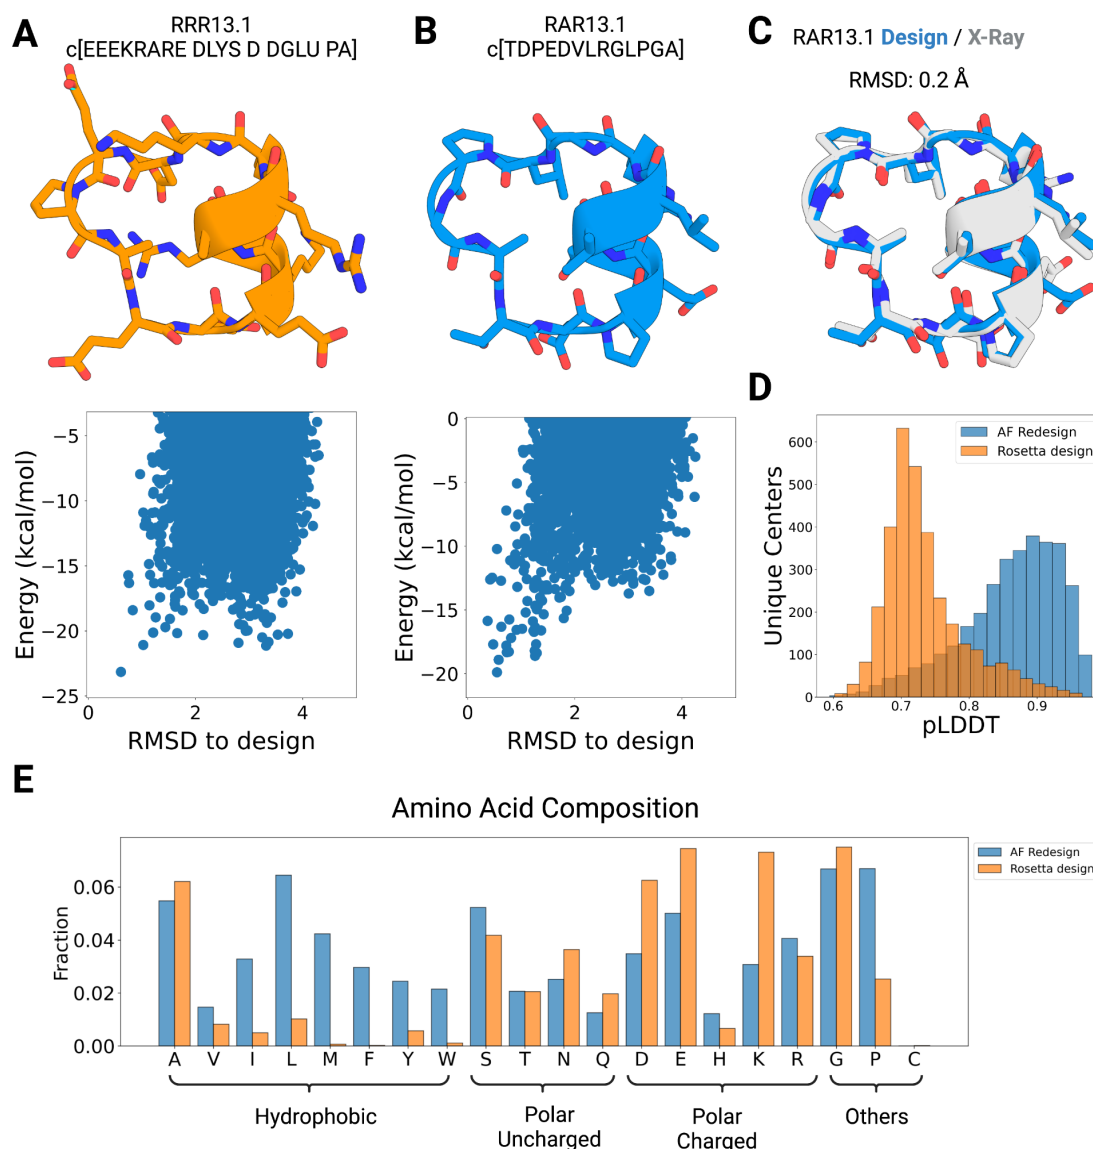 A
RRR13.1
c[EEEKRARE DLYS D DGLU PA]
B
RAR13.1
c[TDPEDVLRGLPGA]
C
RAR13.1 Design / X-Ray
RMSD: 0.2 Å
Energy (kcal/mol)
−5
−10
−15
−20
−25
0
2
4
RMSD to design
Energy (kcal/mol)
0
−5
−10
−15
−20
0
2
4
RMSD to design
D
Unique Centers
600
500
400
300
200
100
0
0.6
0.7
0.8
0.9
pLDDT
AF Redesign
Rosetta design
E
Amino Acid Composition
Fraction
0.06
0.04
0.02
0.00
A V I L M F Y W S T N Q D E H K R G P C
Hydrophobic
Polar
Uncharged
Polar
Charged
Others
AF Redesign
Rosetta design